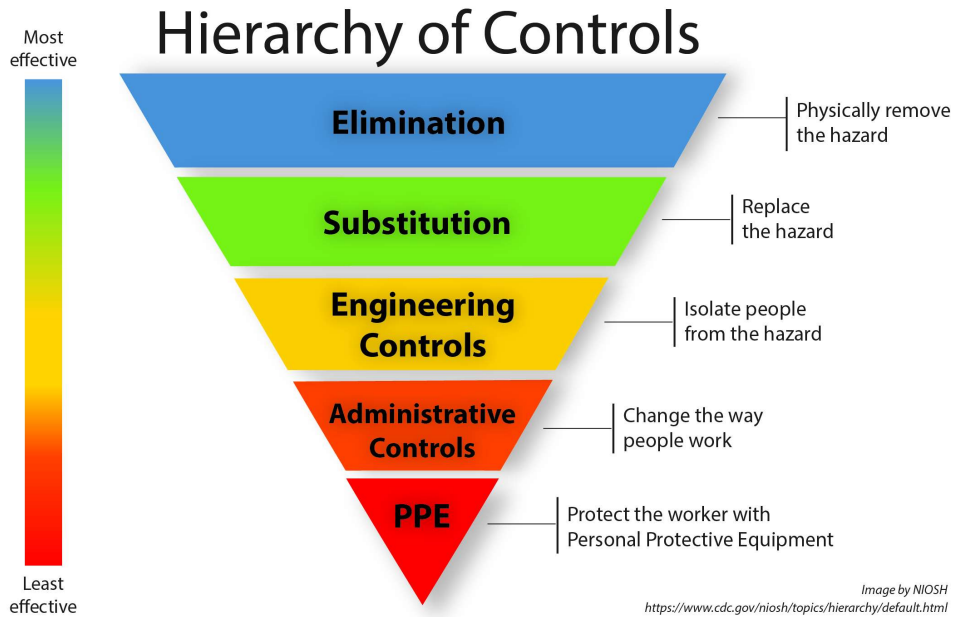 Hierarchy of Controls
Most
effective
Elimination
Physically remove
the hazard
Substitution
Replace
the hazard
Engineering
Controls
Isolate people
from the hazard
Administrative
Controls
Change the way
people work
PPE
Protect the worker with
Personal Protective Equipment
Least
effective
Image by NIOSH
https://www.cdc.gov/niosh/topics/hierarchy/default.html